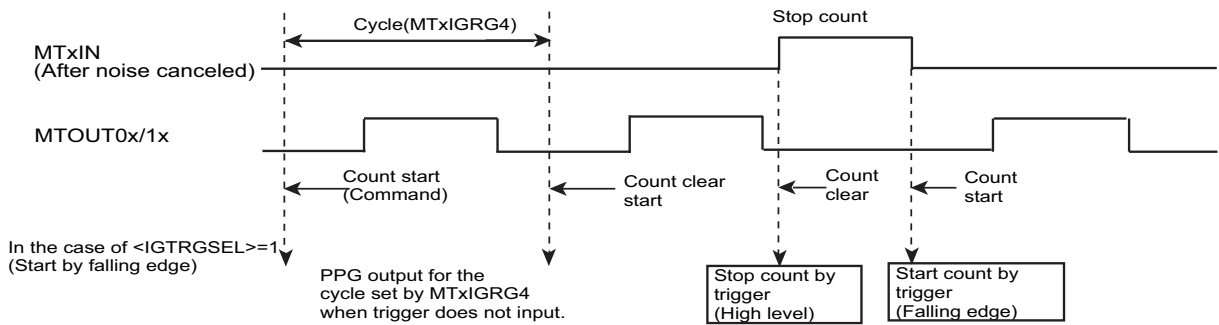 Cycle(MTxIGRG4)
Stop count
MTxIN
(After noise canceled)
MTOUT0x/1x
Count start
(Command)
Count clear
start
Count
clear
Count
start
In the case of <IGTRGSEL>=1
(Start by falling edge)
PPG output for the
cycle set by MTxIGRG4
when trigger does not input.
Stop count by
trigger
(High level)
Start count by
trigger
(Falling edge)